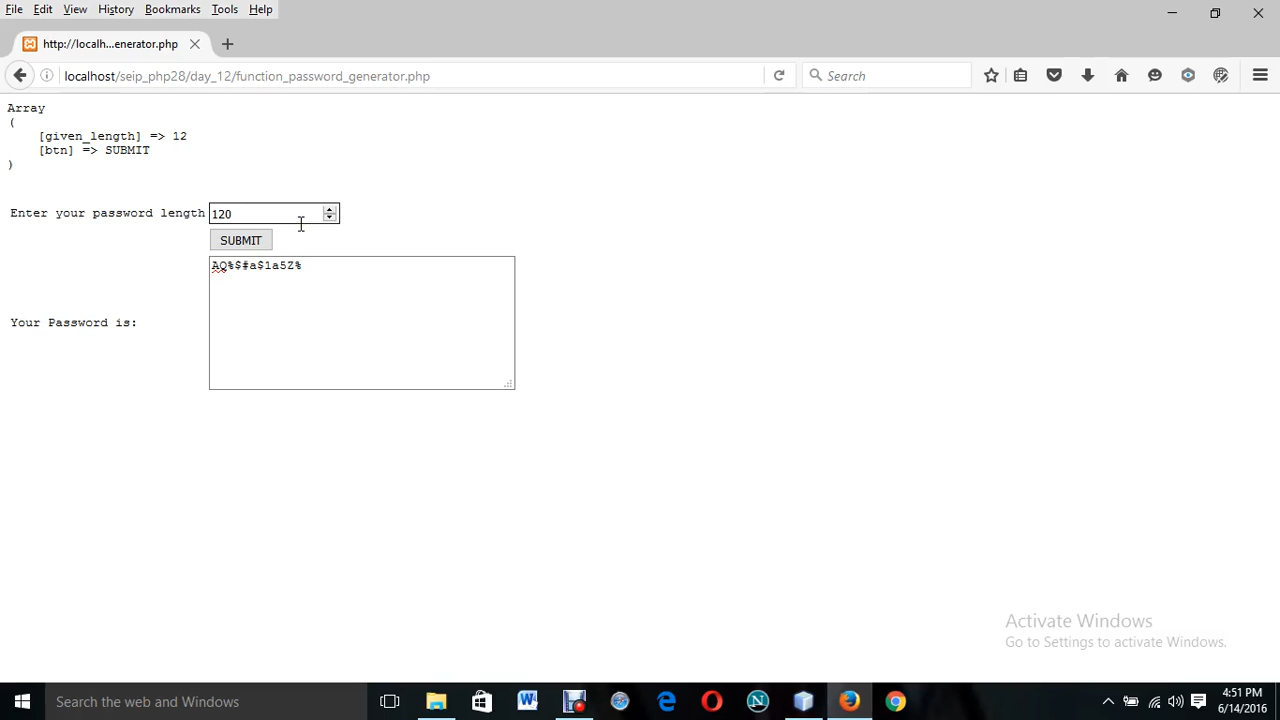 File Edit View History Bookmarks Tools Help
http://localh...enerator.php
localhost/seip_php28/day_12/function_password_generator.php
Search
Array
(
[given_length] => 12
[btn] => SUBMIT
)
Enter your password length 120
SUBMIT
AQ%$#a$1a5Z%
Your Password is:
Activate Windows
Go to Settings to activate Windows.
Search the web and Windows
4:51 PM
6/14/2016